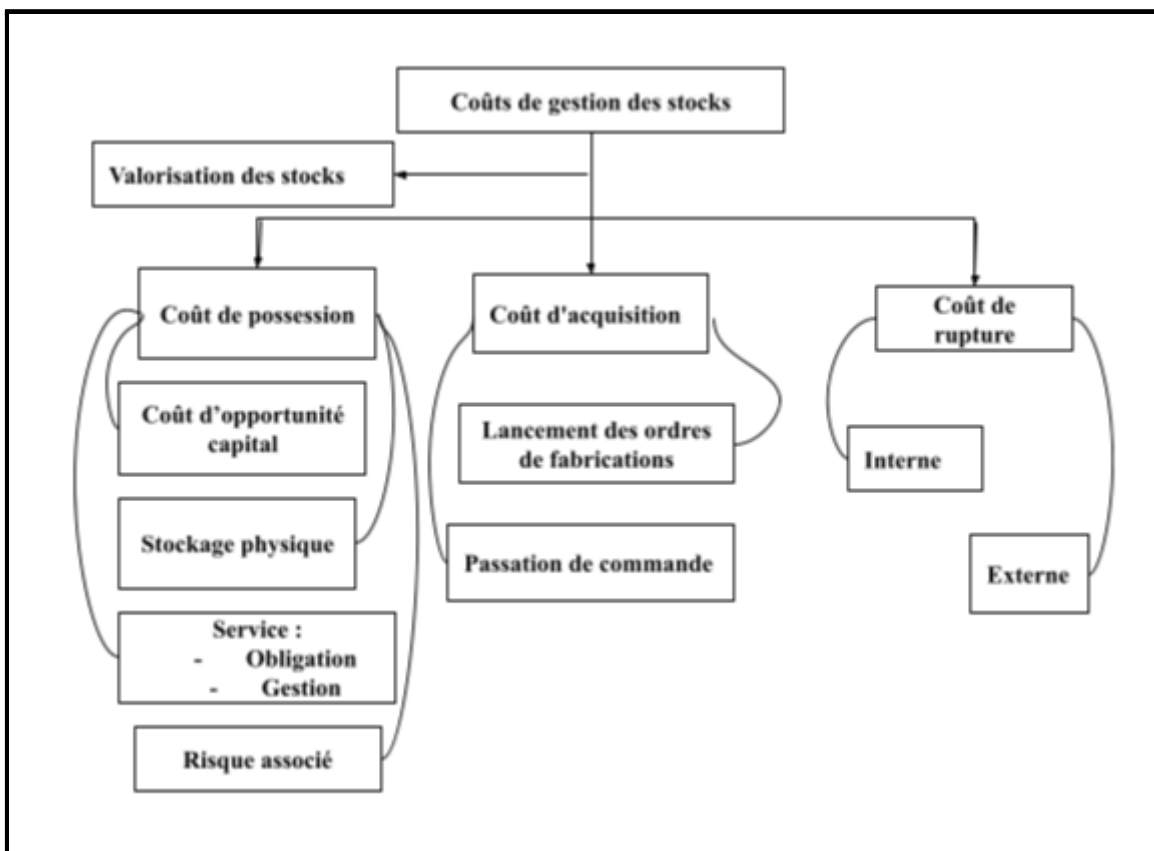 Coûts de gestion des stocks
Valorisation des stocks
Coût de possession
Coût d'acquisition
Coût de
rupture
Coût d’opportunité
capital
Lancement des ordres
de fabrications
Interne
Stockage physique
Passation de commande
Externe
Service :
- Obligation
- Gestion
Risque associé